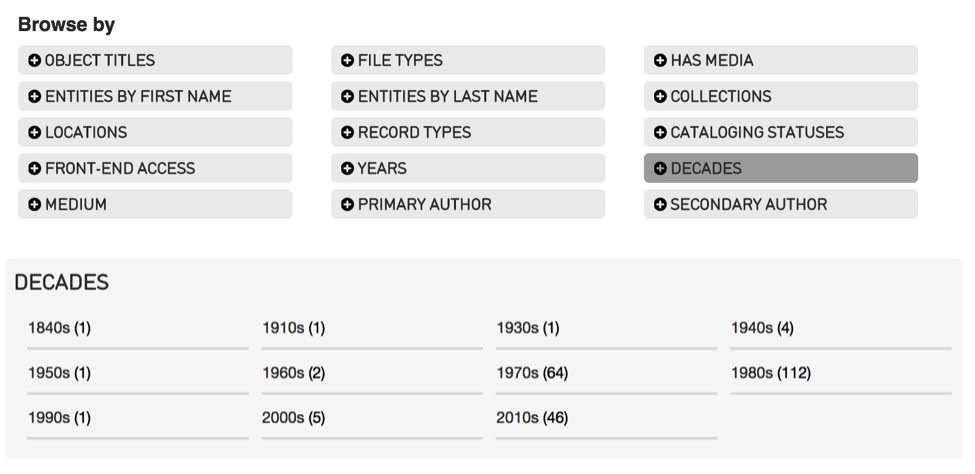 Browse by
OBJECT TITLES
FILE TYPES
HAS MEDIA
ENTITIES BY FIRST NAME
ENTITIES BY LAST NAME
COLLECTIONS
LOCATIONS
RECORD TYPES
CATALOGING STATUSES
FRONT-END ACCESS
YEARS
DECADES
MEDIUM
PRIMARY AUTHOR
SECONDARY AUTHOR
DECADES
1840s (1)
1910s (1)
1930s (1)
1940s (4)
1950s (1)
1960s (2)
1970s (64)
1980s (112)
1990s (1)
2000s (5)
2010s (46)